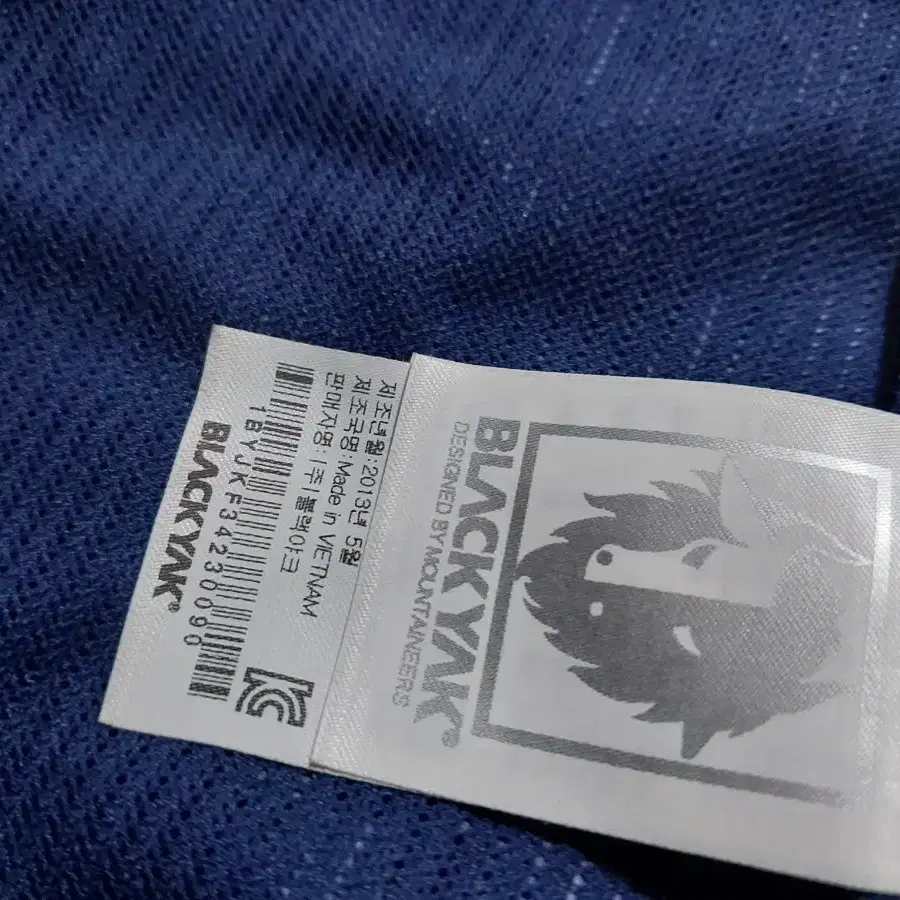 BLACKYAK®
DESIGNED BY MOUNTAINEERS
제조년월:2013년 5월
제조국명:Made in VIETNAM
판매자명:(주)블랙야크
1BYJKF34230090
BLACKYAK®